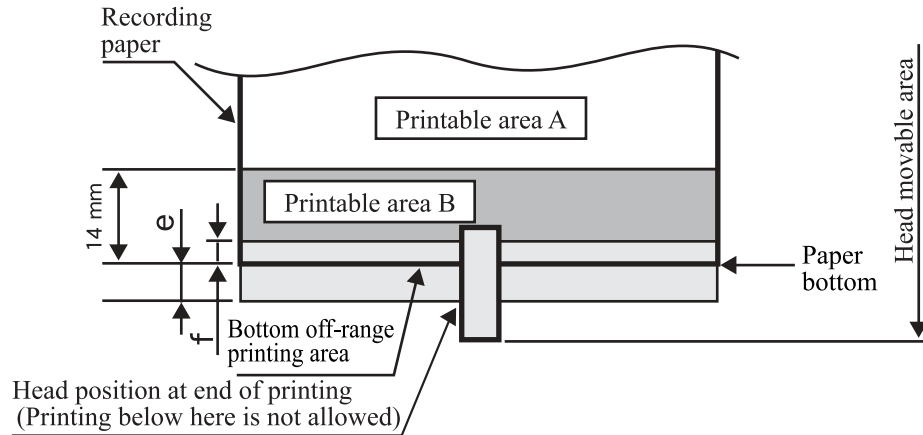 Recording
paper
Printable area A
Head movable area
14 mm
e
Printable area B
f
Paper
bottom
Bottom off-range
printing area
Head position at end of printing
(Printing below here is not allowed)